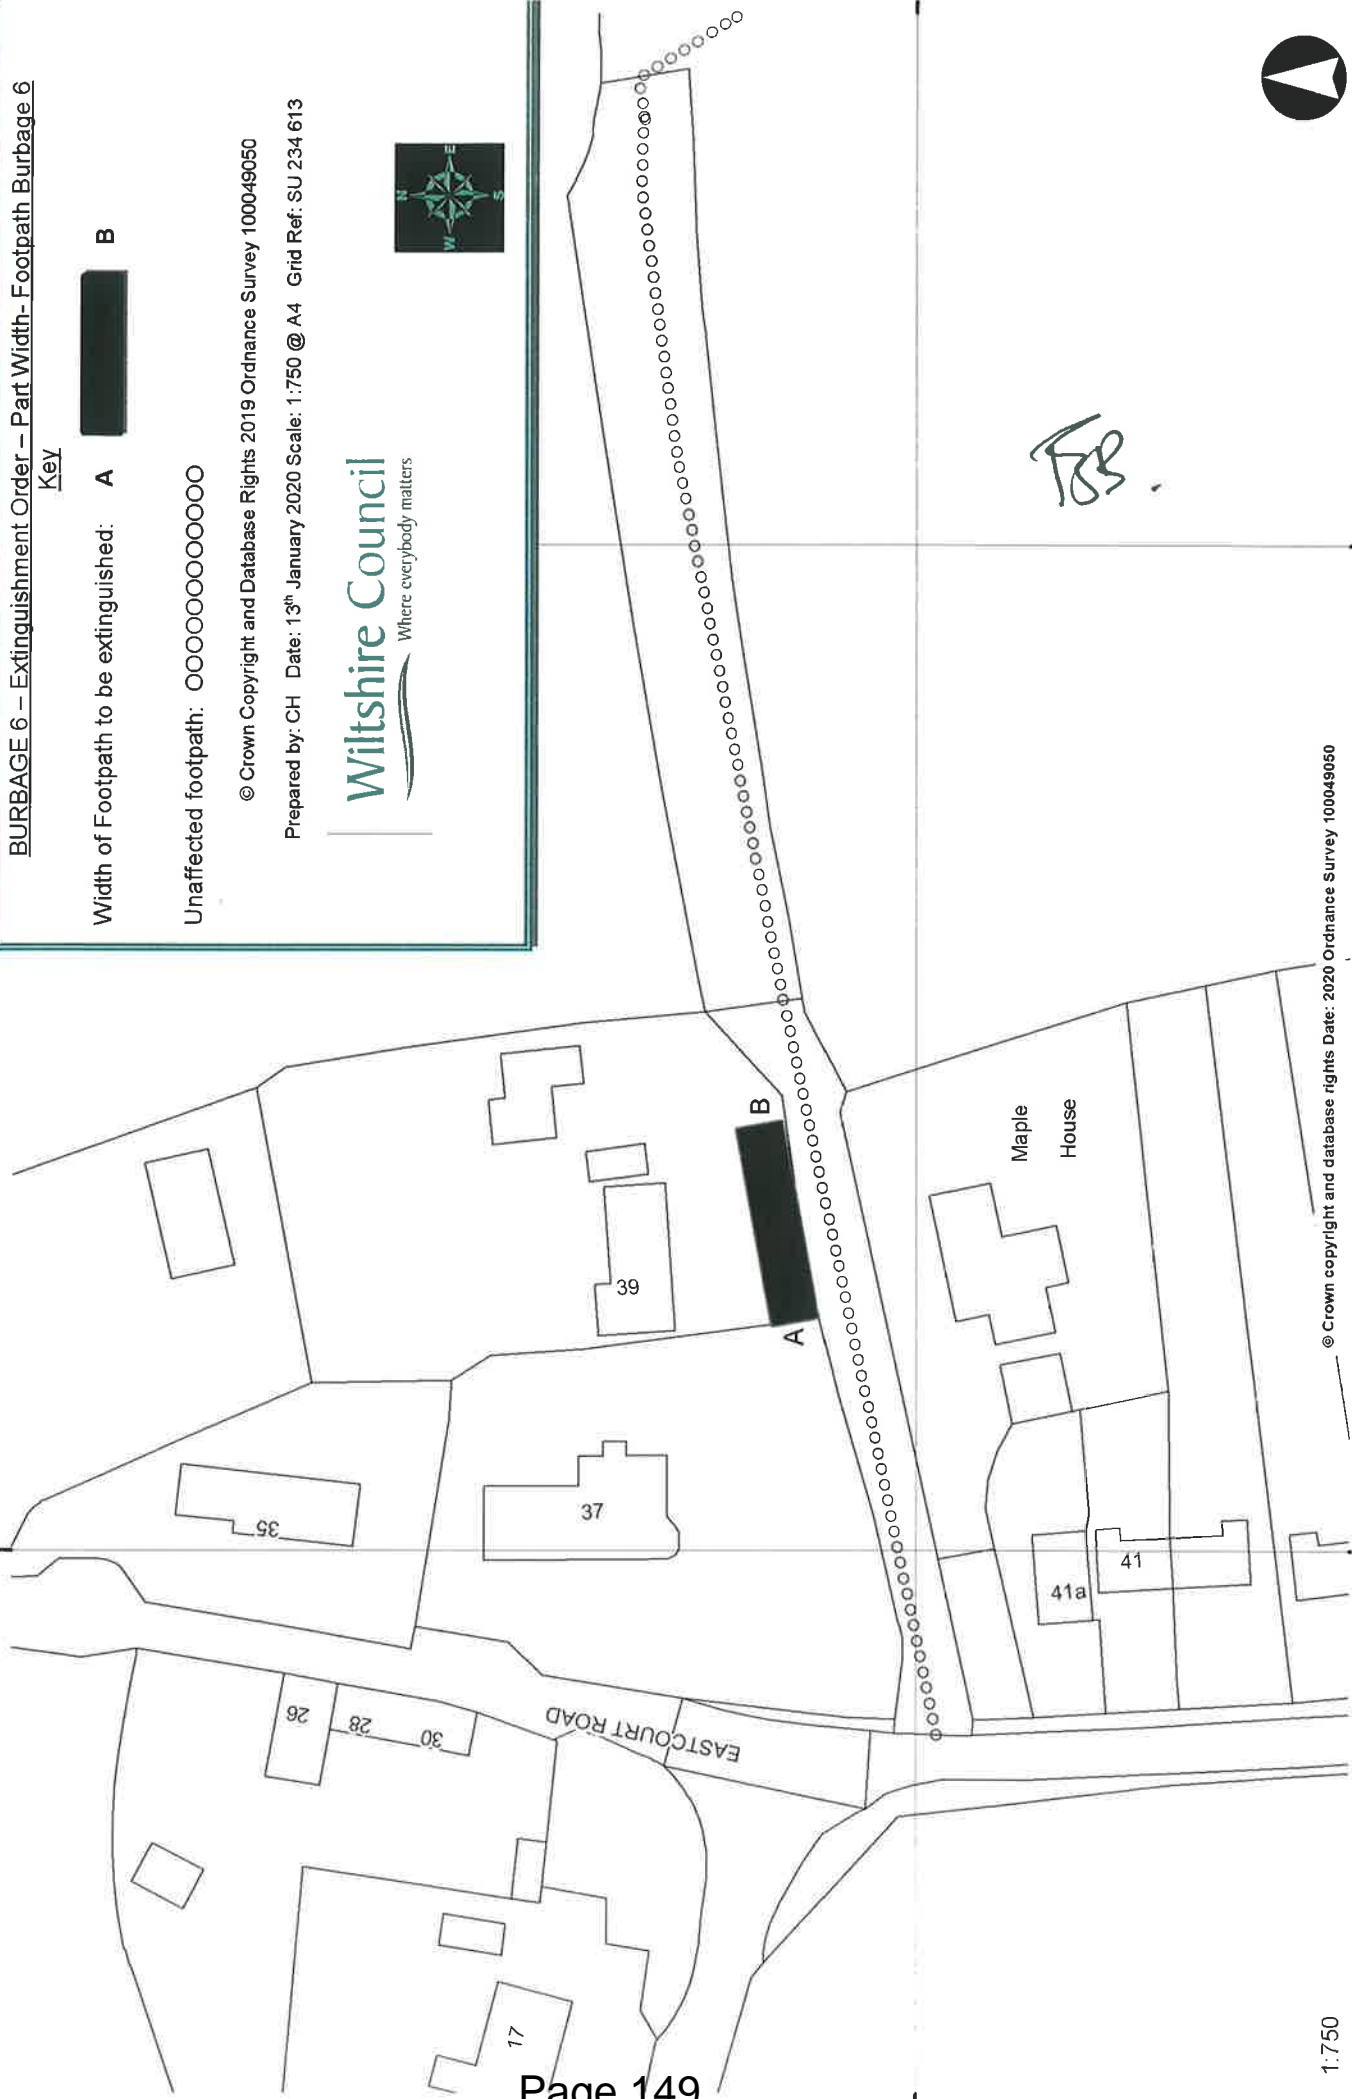 BURBAGE 6 – Extinguishment Order – Part Width- Footpath Burbage 6
Key
Width of Footpath to be extinguished: A B
Unaffected footpath: OOOOOOOOOOOO
© Crown Copyright and Database Rights 2019 Ordnance Survey 100049050
Prepared by: CH Date: 13th January 2020 Scale: 1:750 @ A4 Grid Ref: SU 234 613
Wiltshire Council
Where everybody matters
N
W E
S
35
26
28
30
37
39
17
EASTCOURT ROAD
A
B
Maple
House
41a
41
© Crown copyright and database rights Date: 2020 Ordnance Survey 100049050
1:750
Page 149